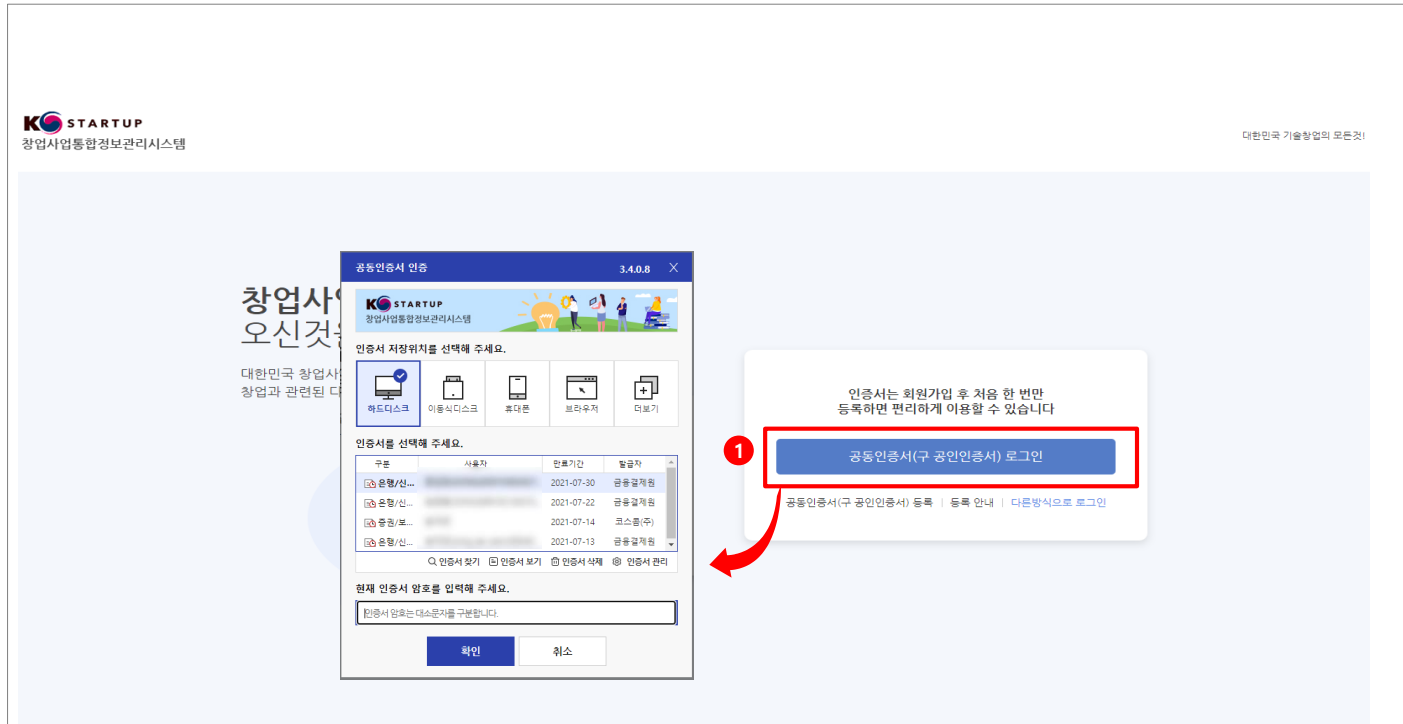 K STARTUP
창업사업통합정보관리시스템
대한민국 기술창업의 모든것!
창업사
오신것
대한민국 창업사
창업과 관련된 다
공동인증서 인증 3.4.0.8
K STARTUP
창업사업통합정보관리시스템
인증서 저장위치를 선택해 주세요.
하드디스크 이동식디스크 휴대폰 브라우저 더보기
인증서를 선택해 주세요.
구분 사용자 만료기간 발급자
은행/신... 2021-07-30 금융결제원
은행/신... 2021-07-22 금융결제원
증권/보... 2021-07-14 코스콤(주)
은행/신... 2021-07-13 금융결제원
인증서 찾기 인증서 보기 인증서 삭제 인증서 관리
현재 인증서 암호를 입력해 주세요.
인증서 암호는 대소문자를 구분합니다.
확인 취소
인증서는 회원가입 후 처음 한 번만
등록하면 편리하게 이용할 수 있습니다
1
공동인증서(구 공인인증서) 로그인
공동인증서(구 공인인증서) 등록 | 등록 안내 | 다른방식으로 로그인